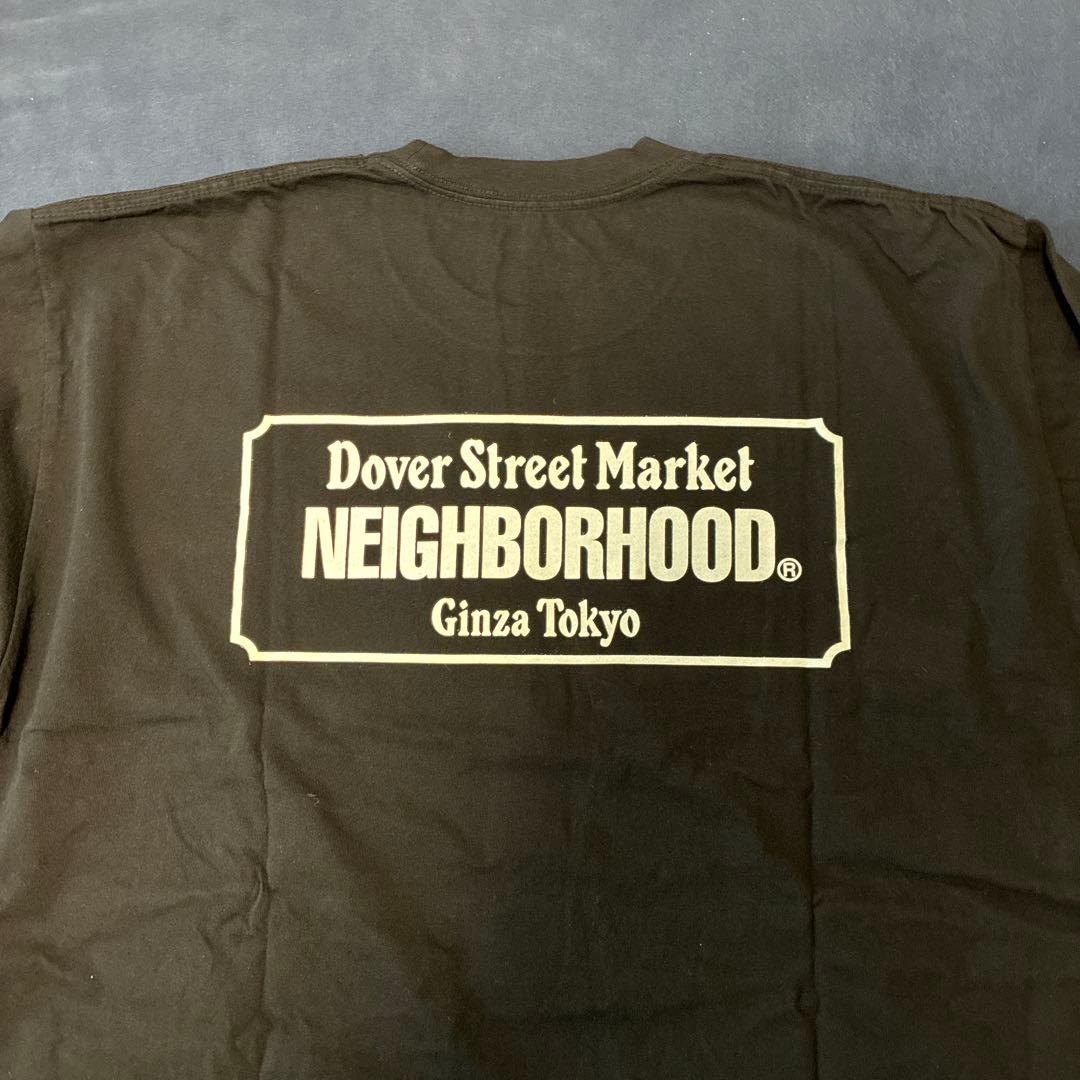 Dover Street Market
NEIGHBORHOOD®
Ginza Tokyo